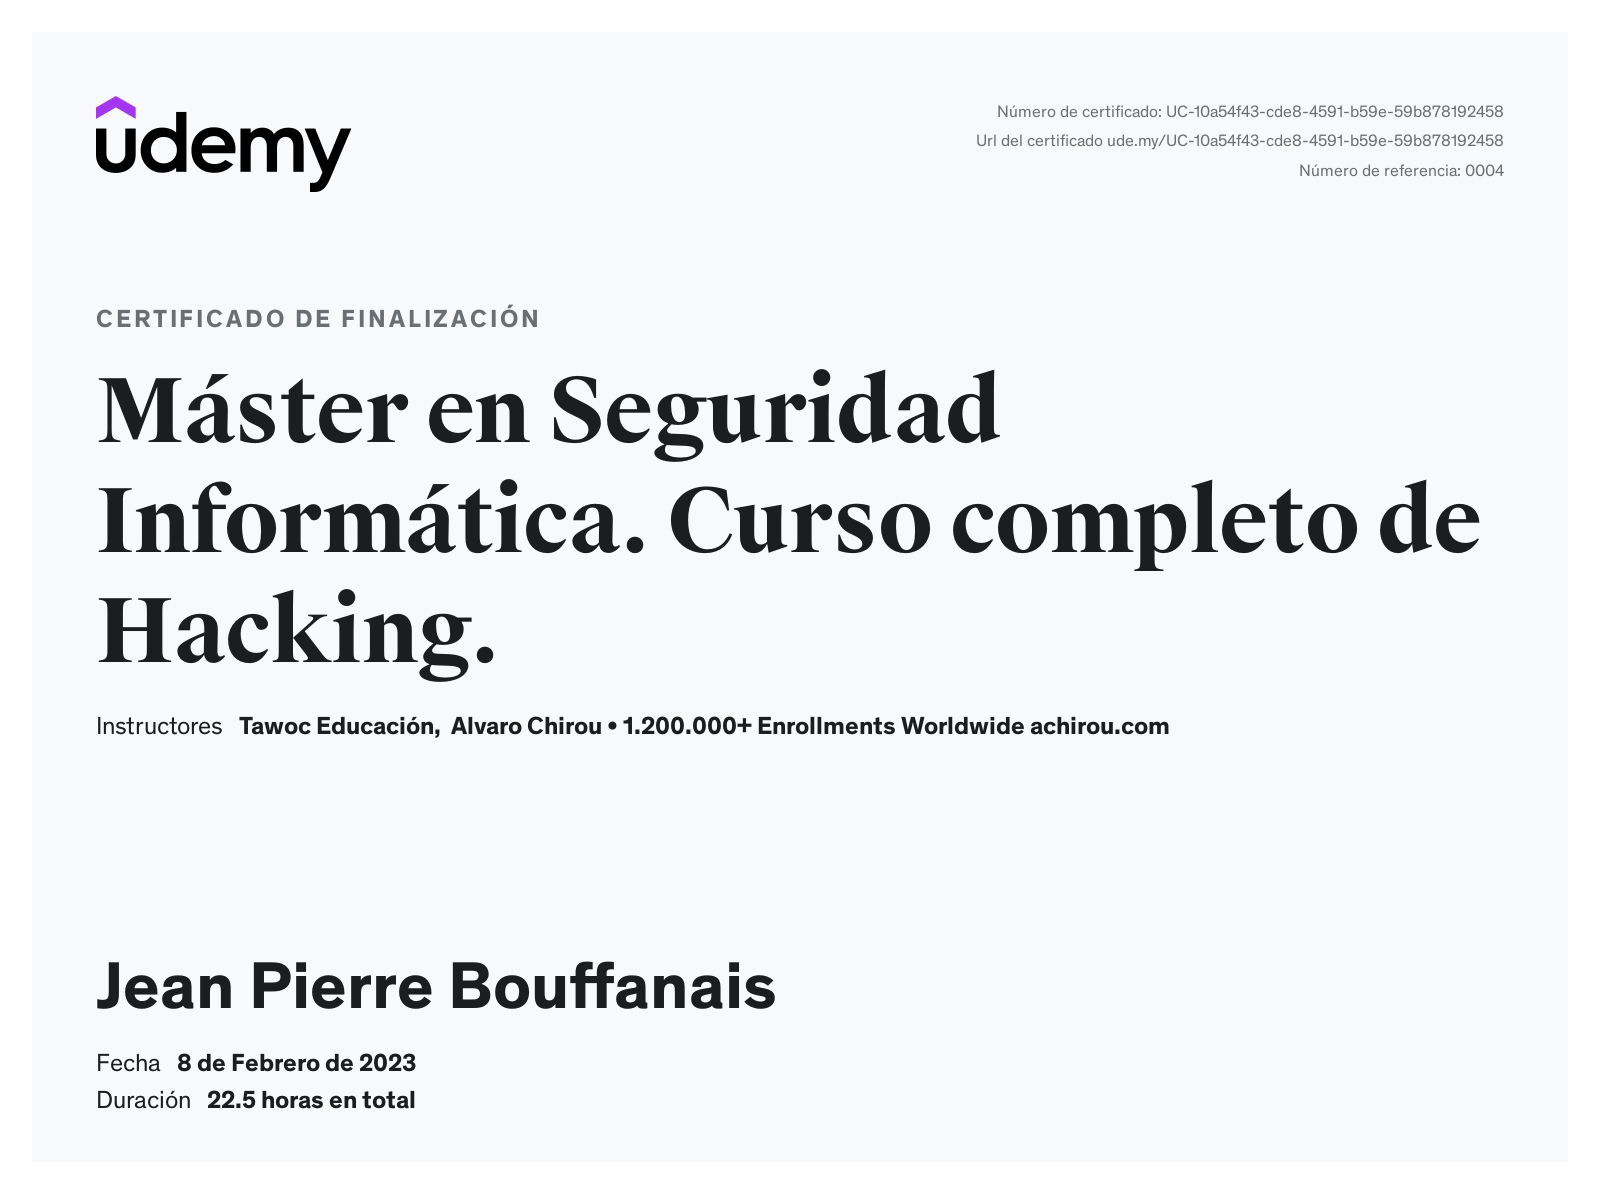 udemy
Número de certificado: UC-10a54f43-cde8-4591-b59e-59b878192458
Url del certificado ude.my/UC-10a54f43-cde8-4591-b59e-59b878192458
Número de referencia: 0004
CERTIFICADO DE FINALIZACIÓN
Máster en Seguridad
Informática. Curso completo de
Hacking.
Instructores Tawoc Educación, Alvaro Chirou • 1.200.000+ Enrollments Worldwide achirou.com
Jean Pierre Bouffanais
Fecha 8 de Febrero de 2023
Duración 22.5 horas en total